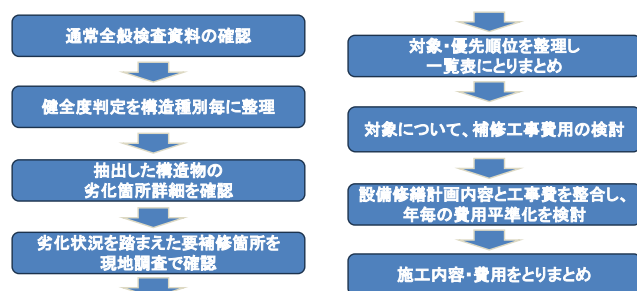 通常全般検査資料の確認
健全度判定を構造種別毎に整理
抽出した構造物の
劣化箇所詳細を確認
劣化状況を踏まえた要補修箇所を
現地調査で確認
対象・優先順位を整理し
一覧表にとりまとめ
対象について、補修工事費用の検討
設備修繕計画内容と工事費を整合し、
年毎の費用平準化を検討
施工内容・費用をとりまとめ